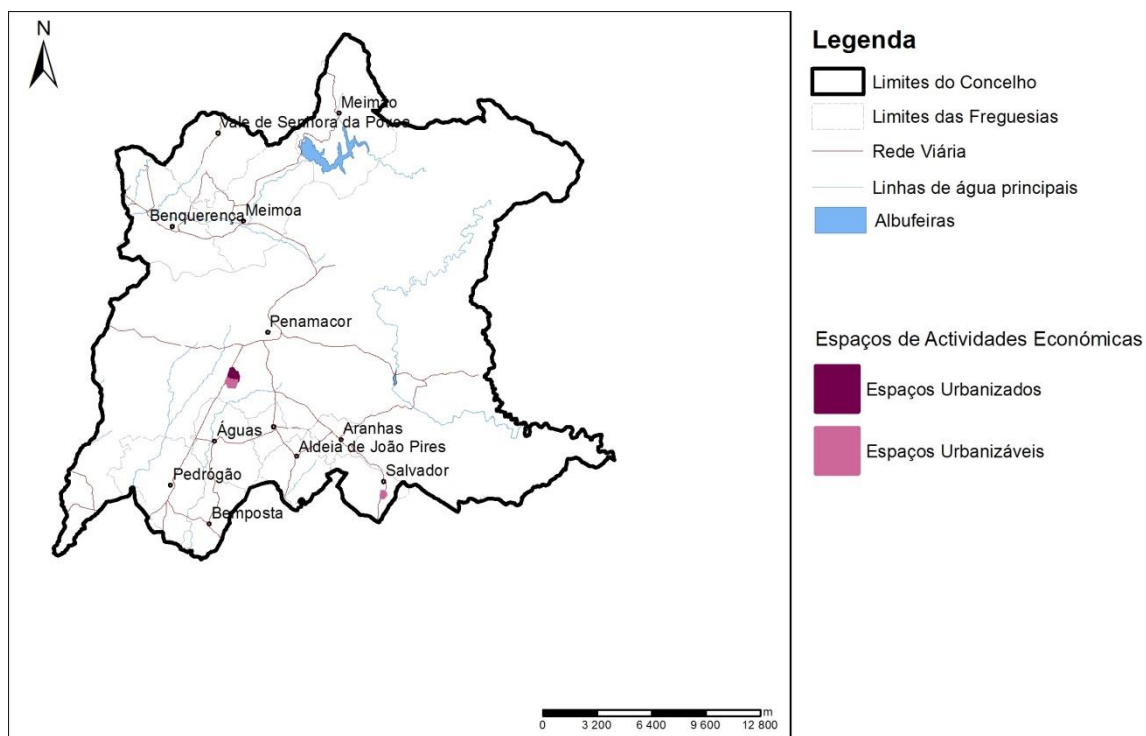 N
Meimão
Vale de Senhora da Póvoa
Benquerença
Meimoa
Penamacor
Águas
Aranhas
Aldeia de João Pires
Pedrógão
Salvador
Bemposta
m
0 3 200 6 400 9 600 12 800
Legenda
Limites do Concelho
Limites das Freguesias
Rede Viária
Linhas de água principais
Albufeiras
Espaços de Actividades Económicas
Espaços Urbanizados
Espaços Urbanizáveis